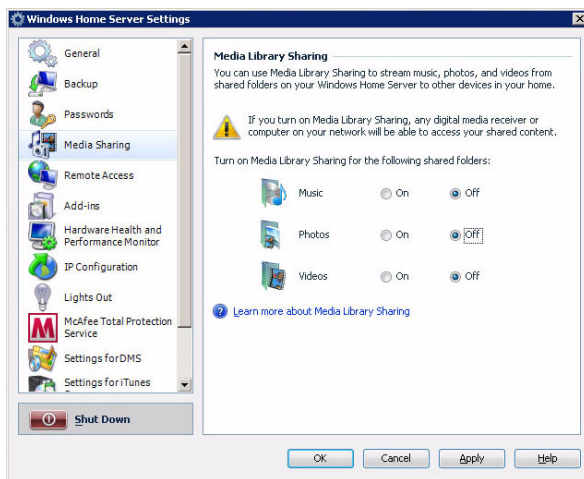 Windows Home Server Settings
General
Backup
Passwords
Media Sharing
Remote Access
Add-ins
Hardware Health and
Performance Monitor
IP Configuration
Lights Out
McAfee Total Protection
Service
Settings for DMS
Settings for iTunes
Shut Down
Media Library Sharing
You can use Media Library Sharing to stream music, photos, and videos from
shared folders on your Windows Home Server to other devices in your home.
If you turn on Media Library Sharing, any digital media receiver or
computer on your network will be able to access your shared content.
Turn on Media Library Sharing for the following shared folders:
Music On Off
Photos On Off
Videos On Off
Learn more about Media Library Sharing
OK Cancel Apply Help